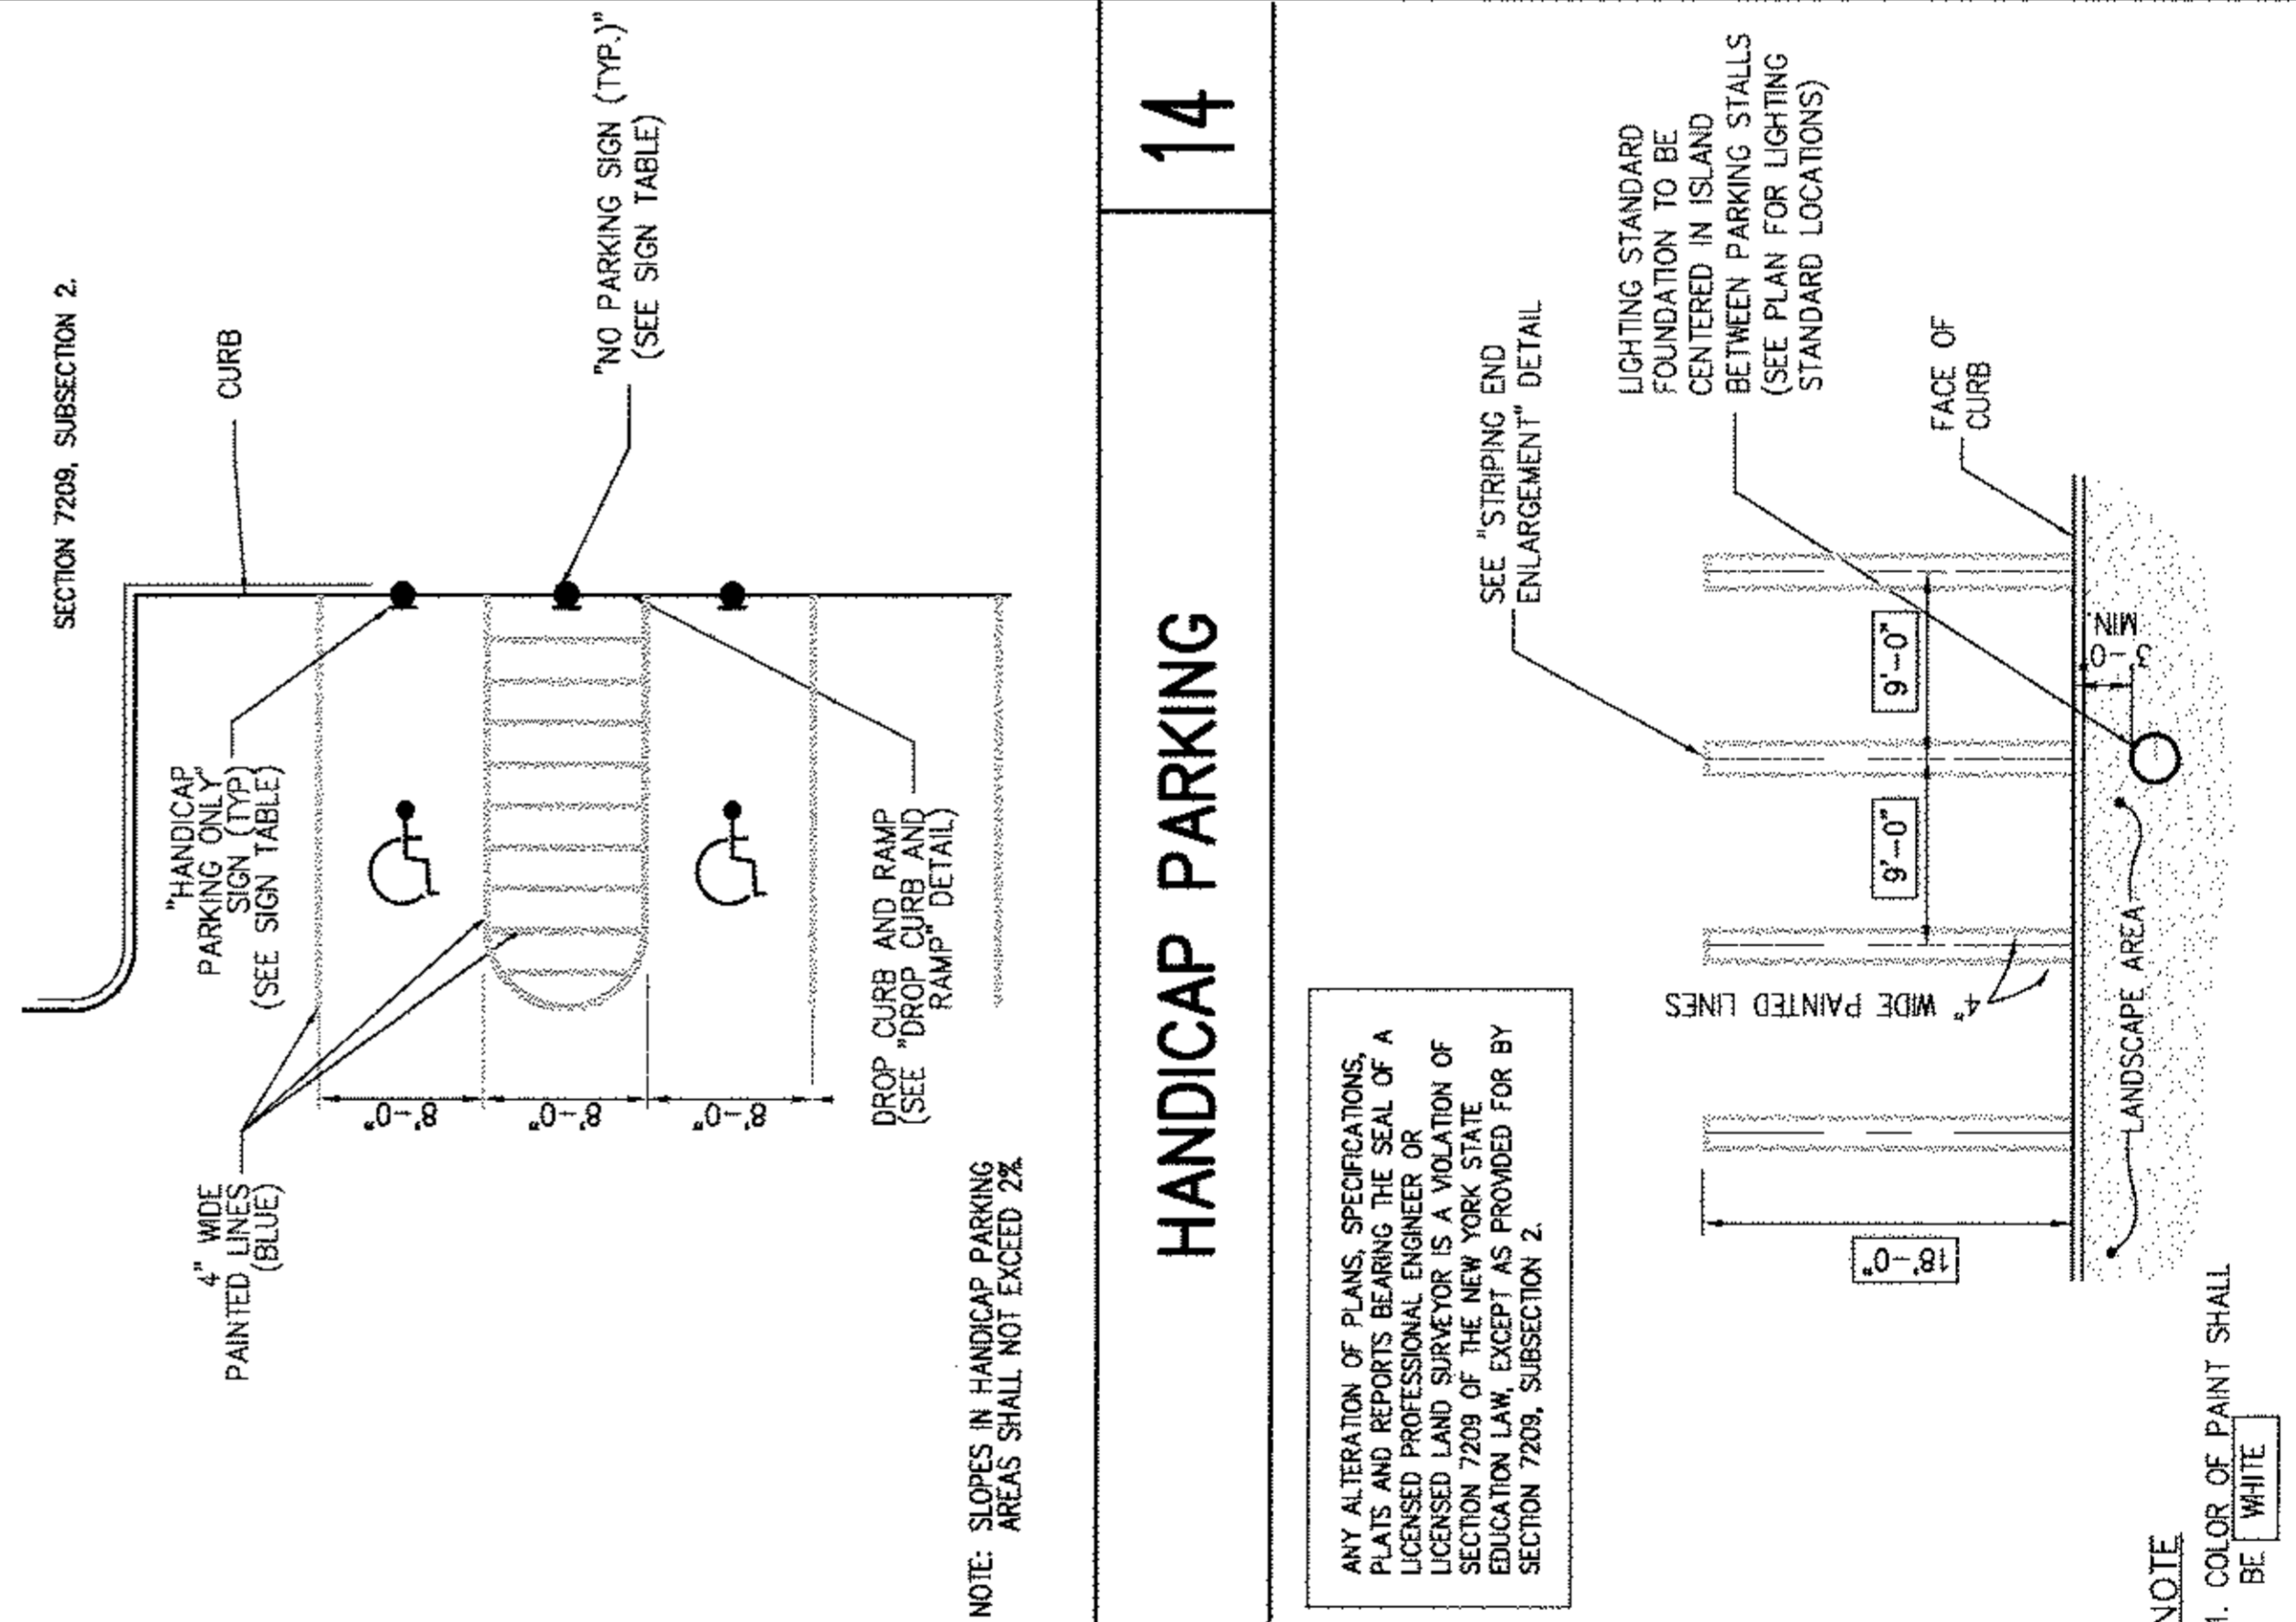 SECTION 7209, SUBSECTION 2.
CURB
"HANDICAP
PARKING ONLY"
SIGN (TYP)
(SEE SIGN TABLE)
"NO PARKING SIGN (TYP.)"
(SEE SIGN TABLE)
4" WIDE
PAINTED LINES
(BLUE)
8'-0"
8'-0"
8'-0"
DROP CURB AND RAMP
(SEE "DROP CURB AND
RAMP" DETAIL)
NOTE: SLOPES IN HANDICAP PARKING
AREAS SHALL NOT EXCEED 2%.
HANDICAP PARKING
14
ANY ALTERATION OF PLANS, SPECIFICATIONS,
PLATS AND REPORTS BEARING THE SEAL OF A
LICENSED PROFESSIONAL ENGINEER OR
LICENSED LAND SURVEYOR IS A VIOLATION OF
SECTION 7209 OF THE NEW YORK STATE
EDUCATION LAW, EXCEPT AS PROVIDED FOR BY
SECTION 7209, SUBSECTION 2.
SEE "STRIPING END
ENLARGEMENT" DETAIL
LIGHTING STANDARD
FOUNDATION TO BE
CENTERED IN ISLAND
BETWEEN PARKING STALLS
(SEE PLAN FOR LIGHTING
STANDARD LOCATIONS)
4" WIDE PAINTED LINES
9'-0"
9'-0"
18'-0"
FACE OF
CURB
3'-0
MIN.
LANDSCAPE AREA
NOTE
1. COLOR OF PAINT SHALL
BE WHITE